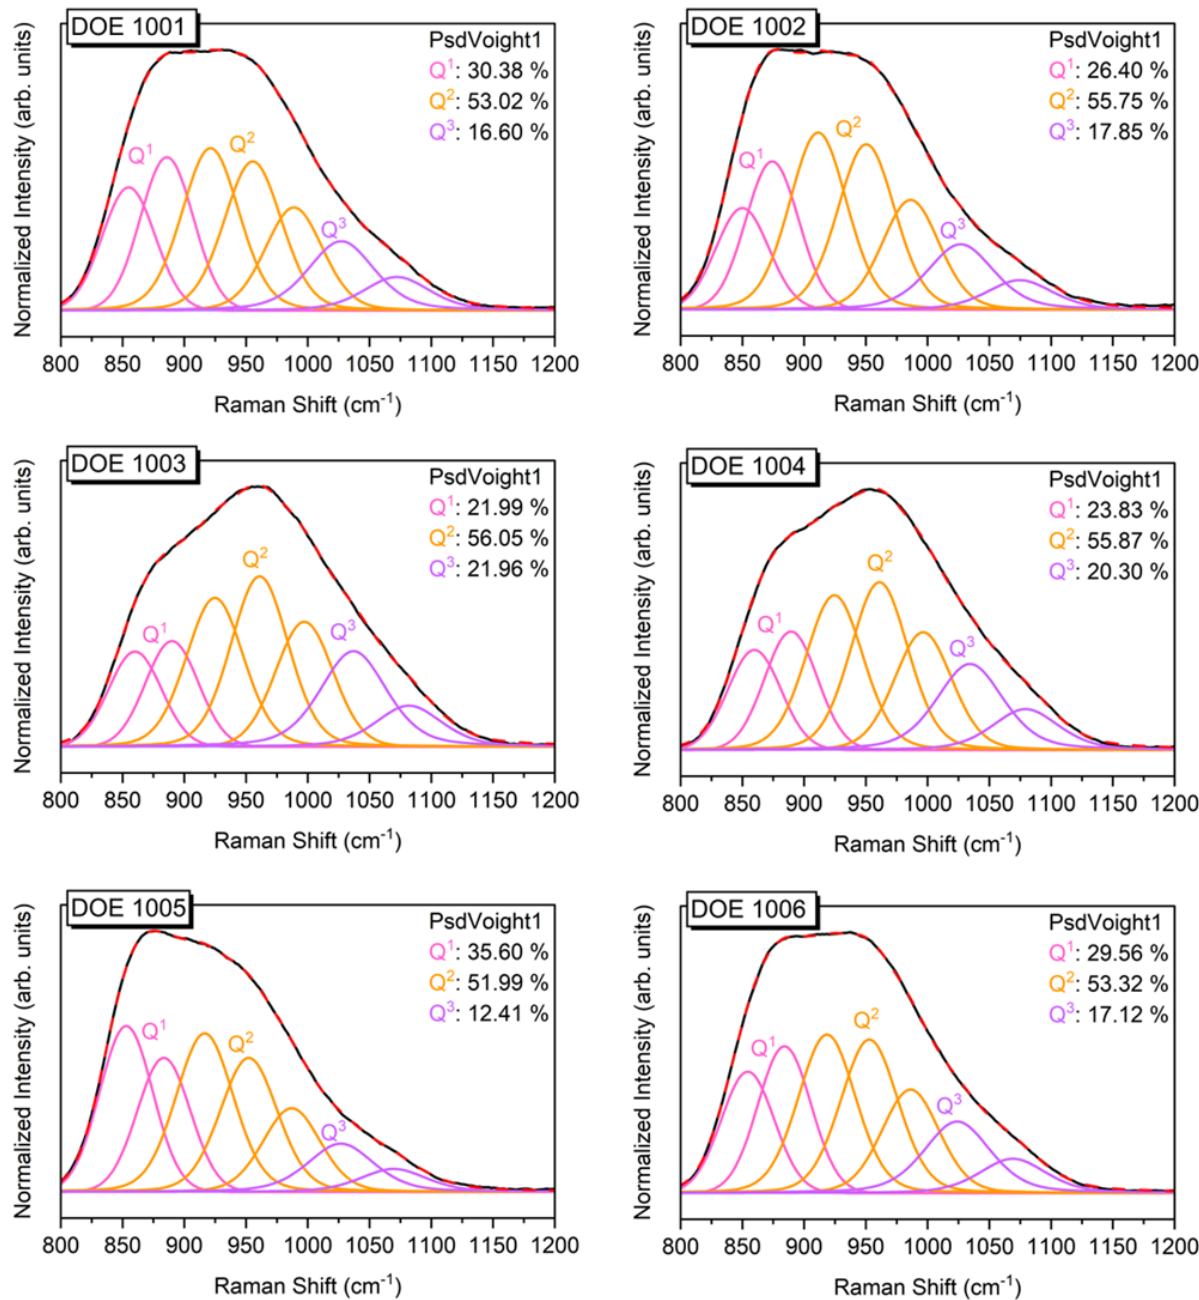 DOE 1001
PsdVoight1
Q¹: 30.38 %
Q²: 53.02 %
Q³: 16.60 %
Q¹
Q²
Q³
Normalized Intensity (arb. units)
800 850 900 950 1000 1050 1100 1150 1200
Raman Shift (cm⁻¹)
DOE 1002
PsdVoight1
Q¹: 26.40 %
Q²: 55.75 %
Q³: 17.85 %
Q¹
Q²
Q³
Normalized Intensity (arb. units)
800 850 900 950 1000 1050 1100 1150 1200
Raman Shift (cm⁻¹)
DOE 1003
PsdVoight1
Q¹: 21.99 %
Q²: 56.05 %
Q³: 21.96 %
Q¹
Q²
Q³
Normalized Intensity (arb. units)
800 850 900 950 1000 1050 1100 1150 1200
Raman Shift (cm⁻¹)
DOE 1004
PsdVoight1
Q¹: 23.83 %
Q²: 55.87 %
Q³: 20.30 %
Q¹
Q²
Q³
Normalized Intensity (arb. units)
800 850 900 950 1000 1050 1100 1150 1200
Raman Shift (cm⁻¹)
DOE 1005
PsdVoight1
Q¹: 35.60 %
Q²: 51.99 %
Q³: 12.41 %
Q¹
Q²
Q³
Normalized Intensity (arb. units)
800 850 900 950 1000 1050 1100 1150 1200
Raman Shift (cm⁻¹)
DOE 1006
PsdVoight1
Q¹: 29.56 %
Q²: 53.32 %
Q³: 17.12 %
Q¹
Q²
Q³
Normalized Intensity (arb. units)
800 850 900 950 1000 1050 1100 1150 1200
Raman Shift (cm⁻¹)